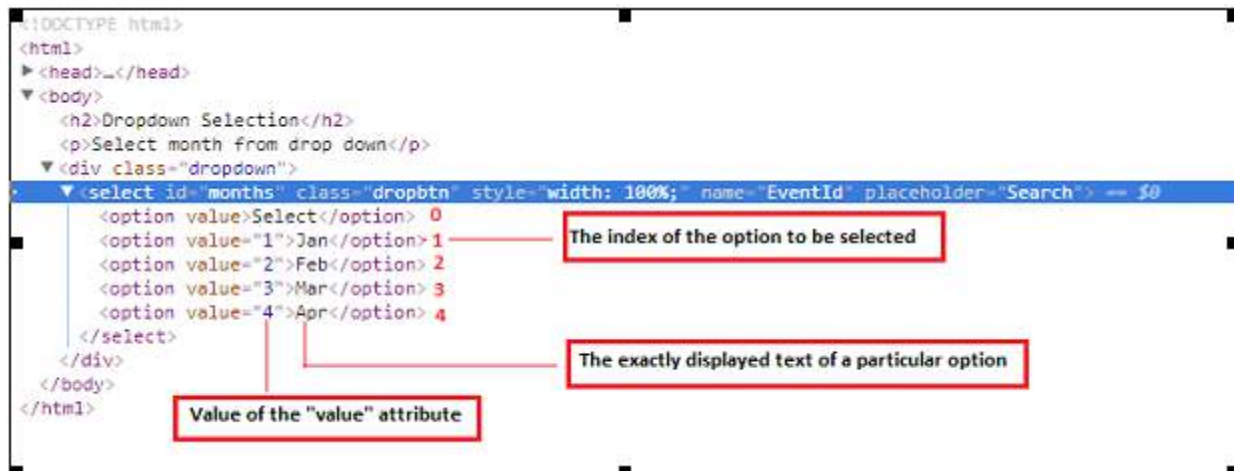 <!DOCTYPE html>
<html>
▶<head>…</head>
▼<body>
<h2>Dropdown Selection</h2>
<p>Select month from drop down</p>
▼<div class="dropdown">
▼<select id="months" class="dropbtn" style="width: 100%;" name="EventId" placeholder="Search"> == $0
<option value>Select</option> 0
<option value="1">Jan</option> 1
The index of the option to be selected
<option value="2">Feb</option> 2
<option value="3">Mar</option> 3
<option value="4">Apr</option> 4
</select>
</div>
The exactly displayed text of a particular option
</body>
</html>
Value of the "value" attribute